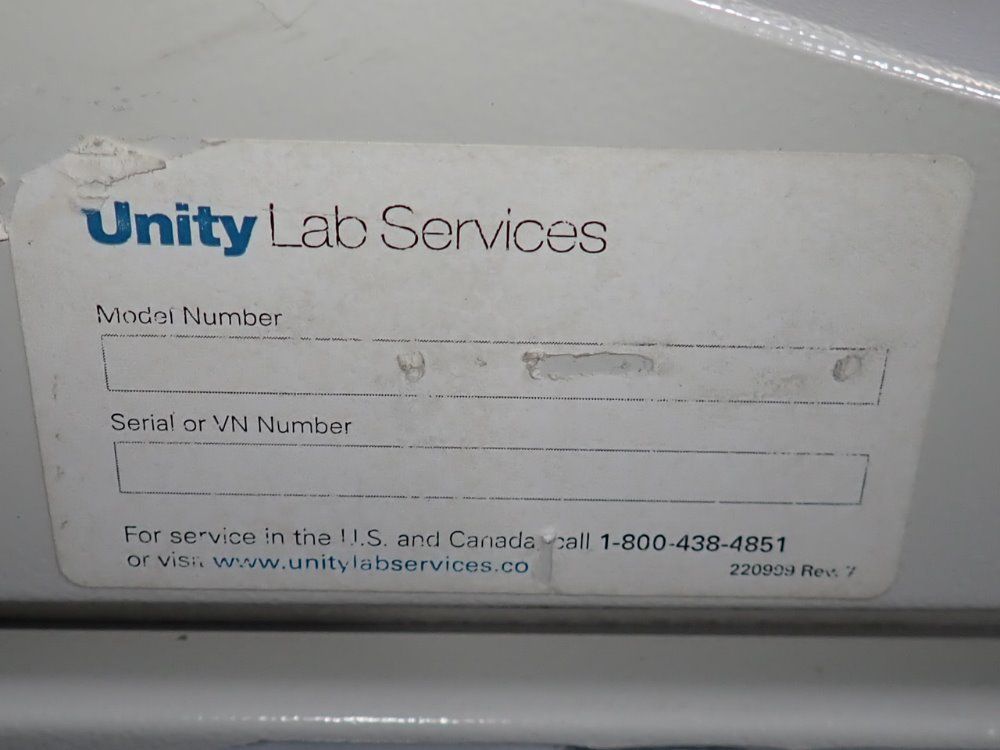 Unity Lab Services
Model Number
Serial or VN Number
For service in the U.S. and Canada call 1-800-438-4851
or visit www.unitylabservices.co
220999 Rev. 7